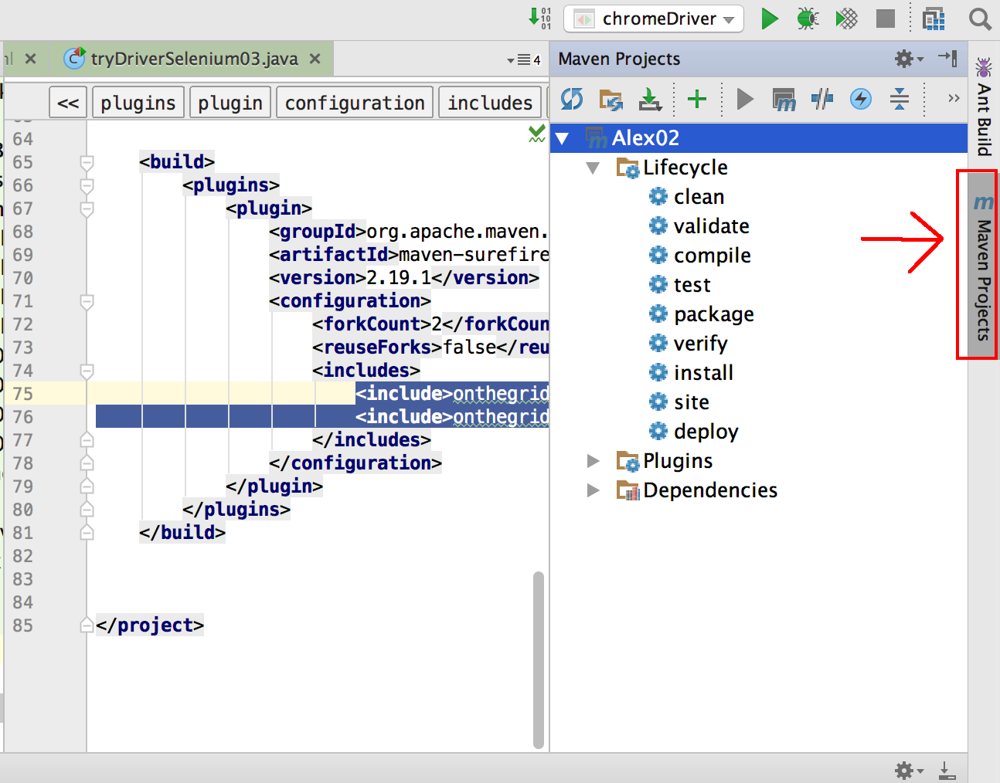 chromeDriver
tryDriverSelenium03.java
4
Maven Projects
<< plugins plugin configuration includes
64
65 <build>
66 <plugins>
67 <plugin>
68 <groupId>org.apache.maven.
69 <artifactId>maven-surefire
70 <version>2.19.1</version>
71 <configuration>
72 <forkCount>2</forkCoun
73 <reuseForks>false</reu
74 <includes>
75 <include>onthegrid
76 <include>onthegrid
77 </includes>
78 </configuration>
79 </plugin>
80 </plugins>
81 </build>
82
83
84
85 </project>
Alex02
Lifecycle
clean
validate
compile
test
package
verify
install
site
deploy
Plugins
Dependencies
Ant Build
Maven Projects